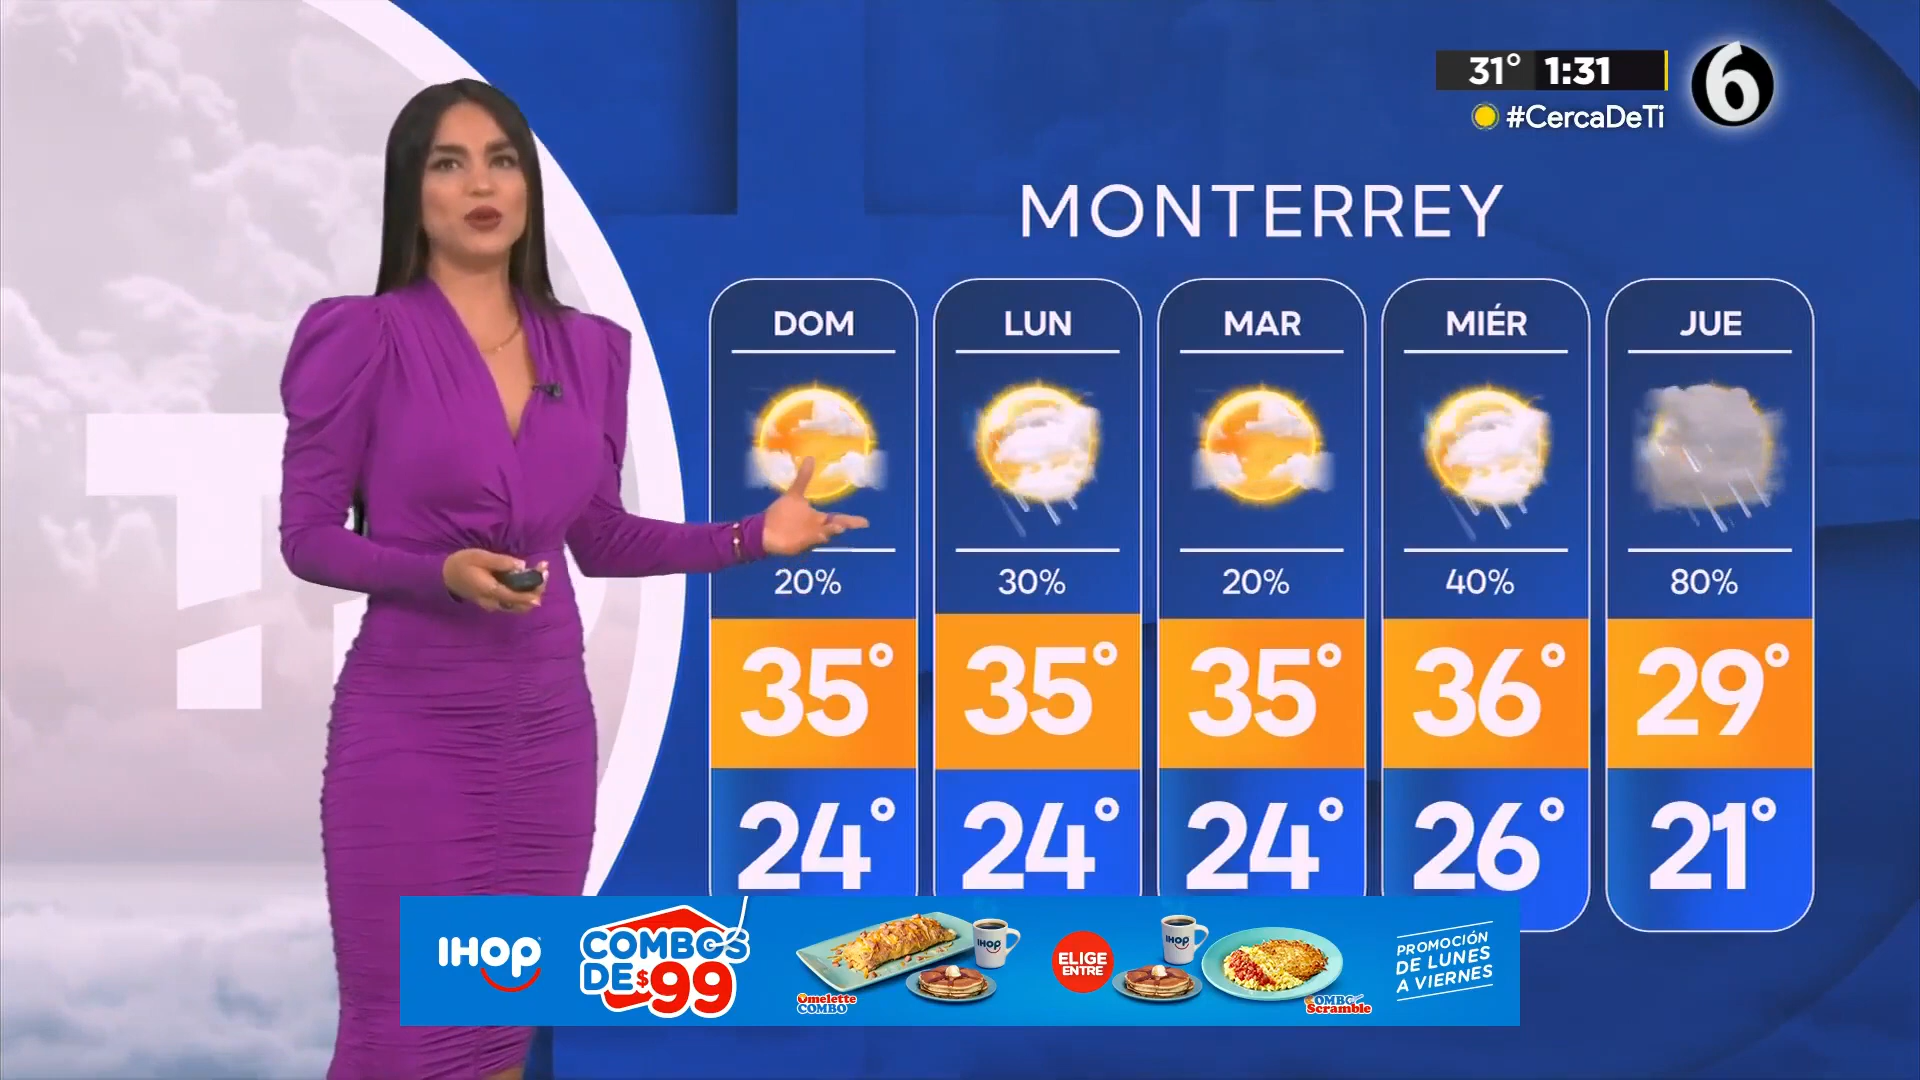 31° 1:31
6
#CercaDeTi
MONTERREY
DOM LUN MAR MIÉR JUE
20% 30% 20% 40% 80%
35° 35° 35° 36° 29°
24° 24° 24° 26° 21°
IHOP
COMBOS
DE $99
Omelette
COMBO
IHOP
ELIGE
ENTRE
IHOP
COMBO
Scramble
PROMOCIÓN
DE LUNES
A VIERNES